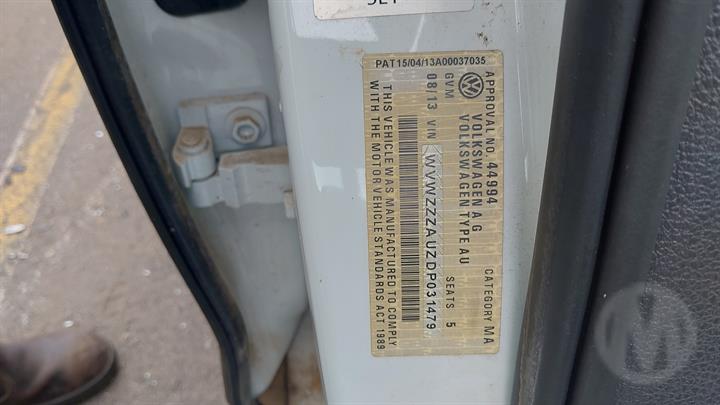 SET
PAT15/04/13A00037035
APPROVAL NO. 44994 CATEGORY MA
VOLKSWAGEN A G
VOLKSWAGEN TYPE AU
GVM SEATS 5
08/13 VIN WVWZZZAUZDP031479
THIS VEHICLE WAS MANUFACTURED TO COMPLY
WITH THE MOTOR VEHICLE STANDARDS ACT 1989